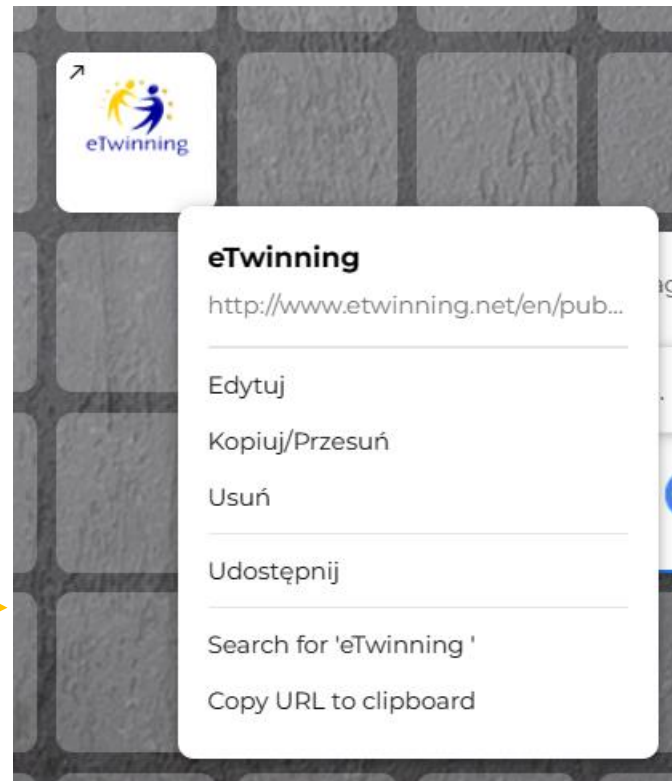 eTwinning
eTwinning
http://www.etwinning.net/en/pub...
Edytuj
Kopiuj/Przesuń
Usuń
Udostępnij
Search for 'eTwinning '
Copy URL to clipboard